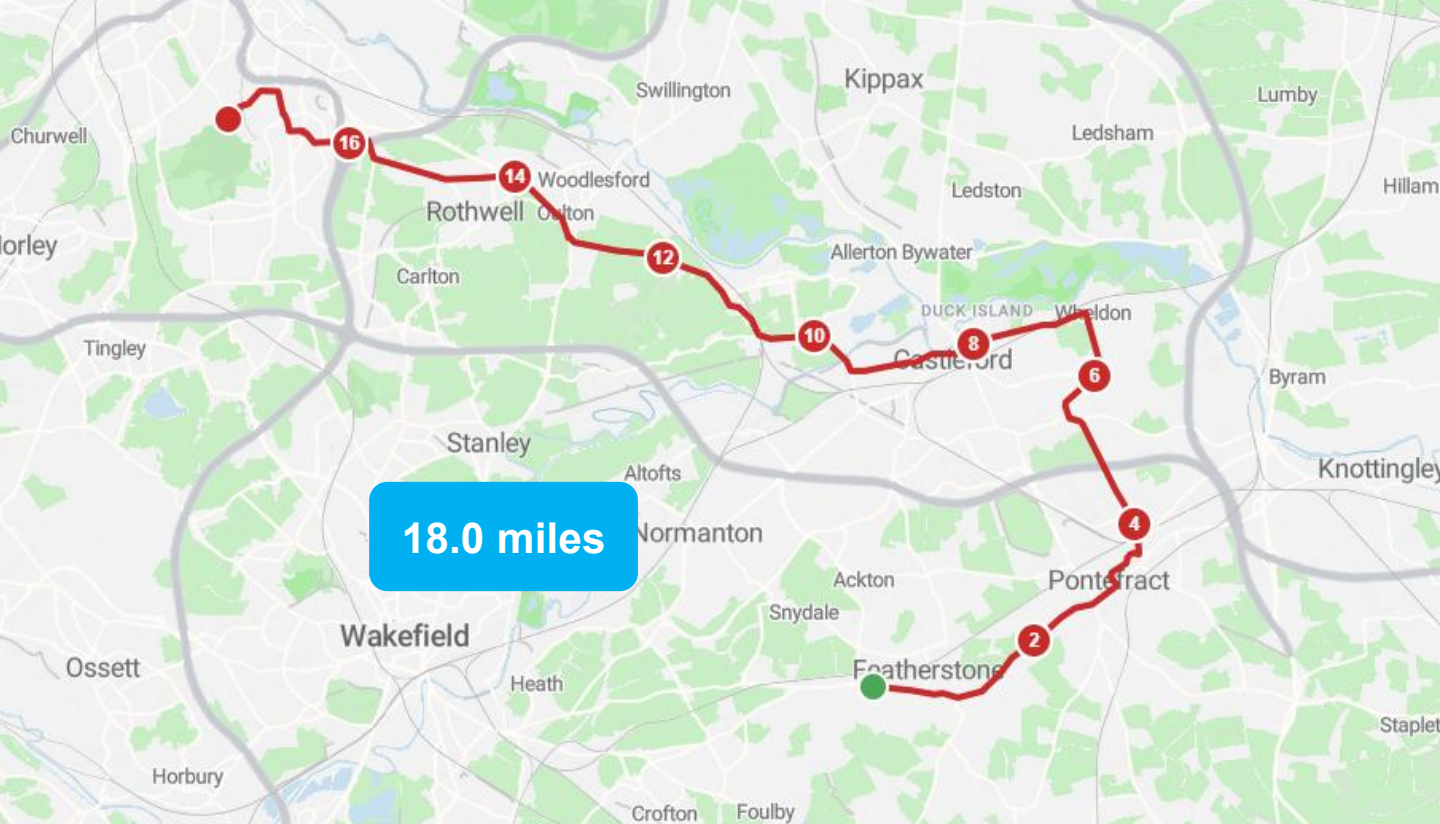 Swillington
Kippax
Lumby
Churwell
Ledsham
16
14
Woodlesford
Ledston
Hillam
Rothwell
Oulton
orley
Allerton Bywater
12
Carlton
DUCK ISLAND
Wheldon
10
8
Tingley
Castleford
6
Byram
Stanley
Knottingley
Altofts
4
18.0 miles
Normanton
Ackton
Pontefract
Snydale
Wakefield
2
Ossett
Featherstone
Heath
Staplet
Horbury
Crofton
Foulby